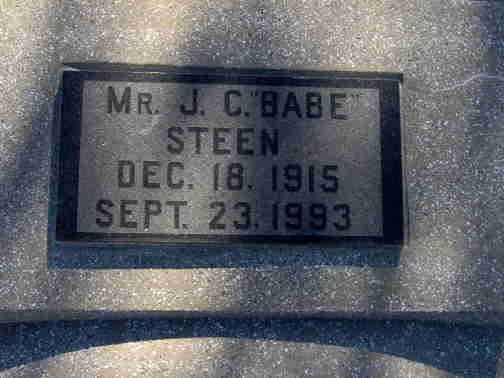 MR. J. C. "BABE"
STEEN
DEC. 18. 1915
SEPT. 23. 1993